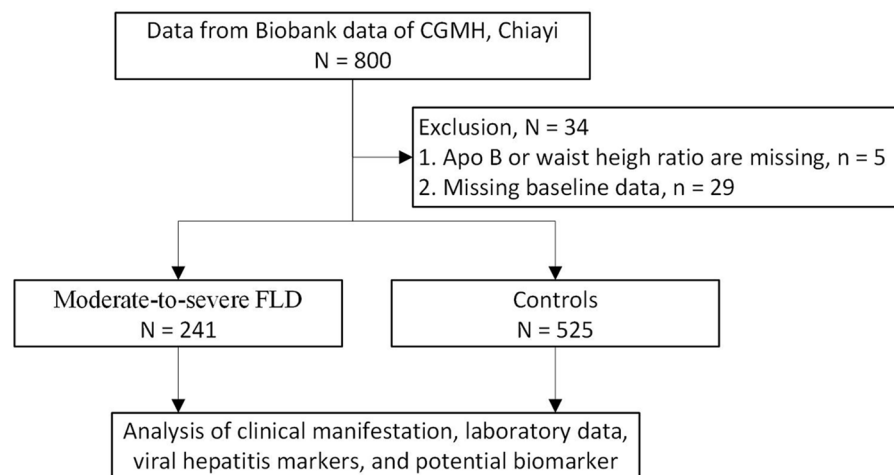 Data from Biobank data of CGMH, Chiayi
N = 800
Exclusion, N = 34
1. Apo B or waist heigh ratio are missing, n = 5
2. Missing baseline data, n = 29
Moderate-to-severe FLD
N = 241
Controls
N = 525
Analysis of clinical manifestation, laboratory data,
viral hepatitis markers, and potential biomarker